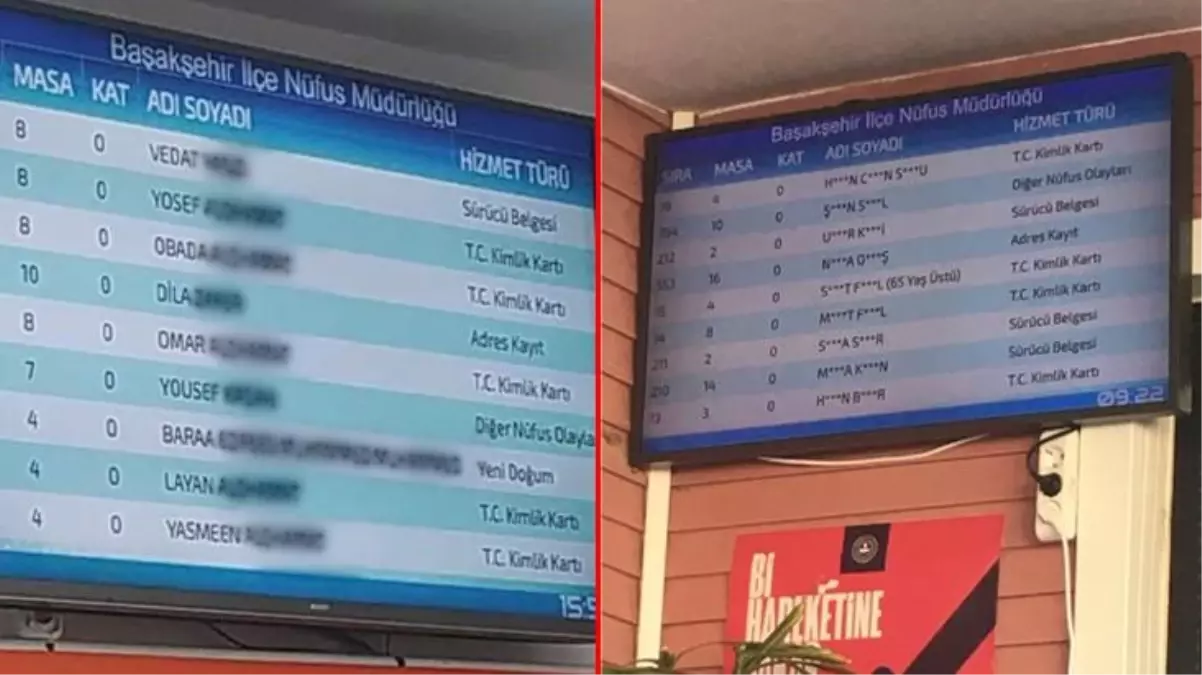 Başakşehir İlçe Nüfus Müdürlüğü
MASA KAT ADI SOYADI HİZMET TÜRÜ
8 0 VEDAT Sürücü Belgesi
8 0 YOSEF T.C. Kimlik Kartı
8 0 OBADA T.C. Kimlik Kartı
10 0 DİLA Adres Kayıt
8 0 OMAR T.C. Kimlik Kartı
7 0 YOUSEF Diğer Nüfus Olayla
4 0 BARAA Yeni Doğum
4 0 LAYAN T.C. Kimlik Kartı
4 0 YASMEEN T.C. Kimlik Kartı
Başakşehir İlçe Nüfus Müdürlüğü
SIRA MASA KAT ADI SOYADI HİZMET TÜRÜ
4 0 H***N C***N S***U T.C. Kimlik Kartı
10 0 Ş***N S***L Diğer Nüfus Olayları
212 2 0 U***R K***İ Sürücü Belgesi
16 0 N***A O***Ş Adres Kayıt
4 0 S***T F***L (65 Yaş Üstü) T.C. Kimlik Kartı
8 0 M***T F***L T.C. Kimlik Kartı
211 2 0 S***A S***R Sürücü Belgesi
210 14 0 M***A K***N Sürücü Belgesi
3 0 H***N B***R T.C. Kimlik Kartı
09:22
BI
HAREKETİNE